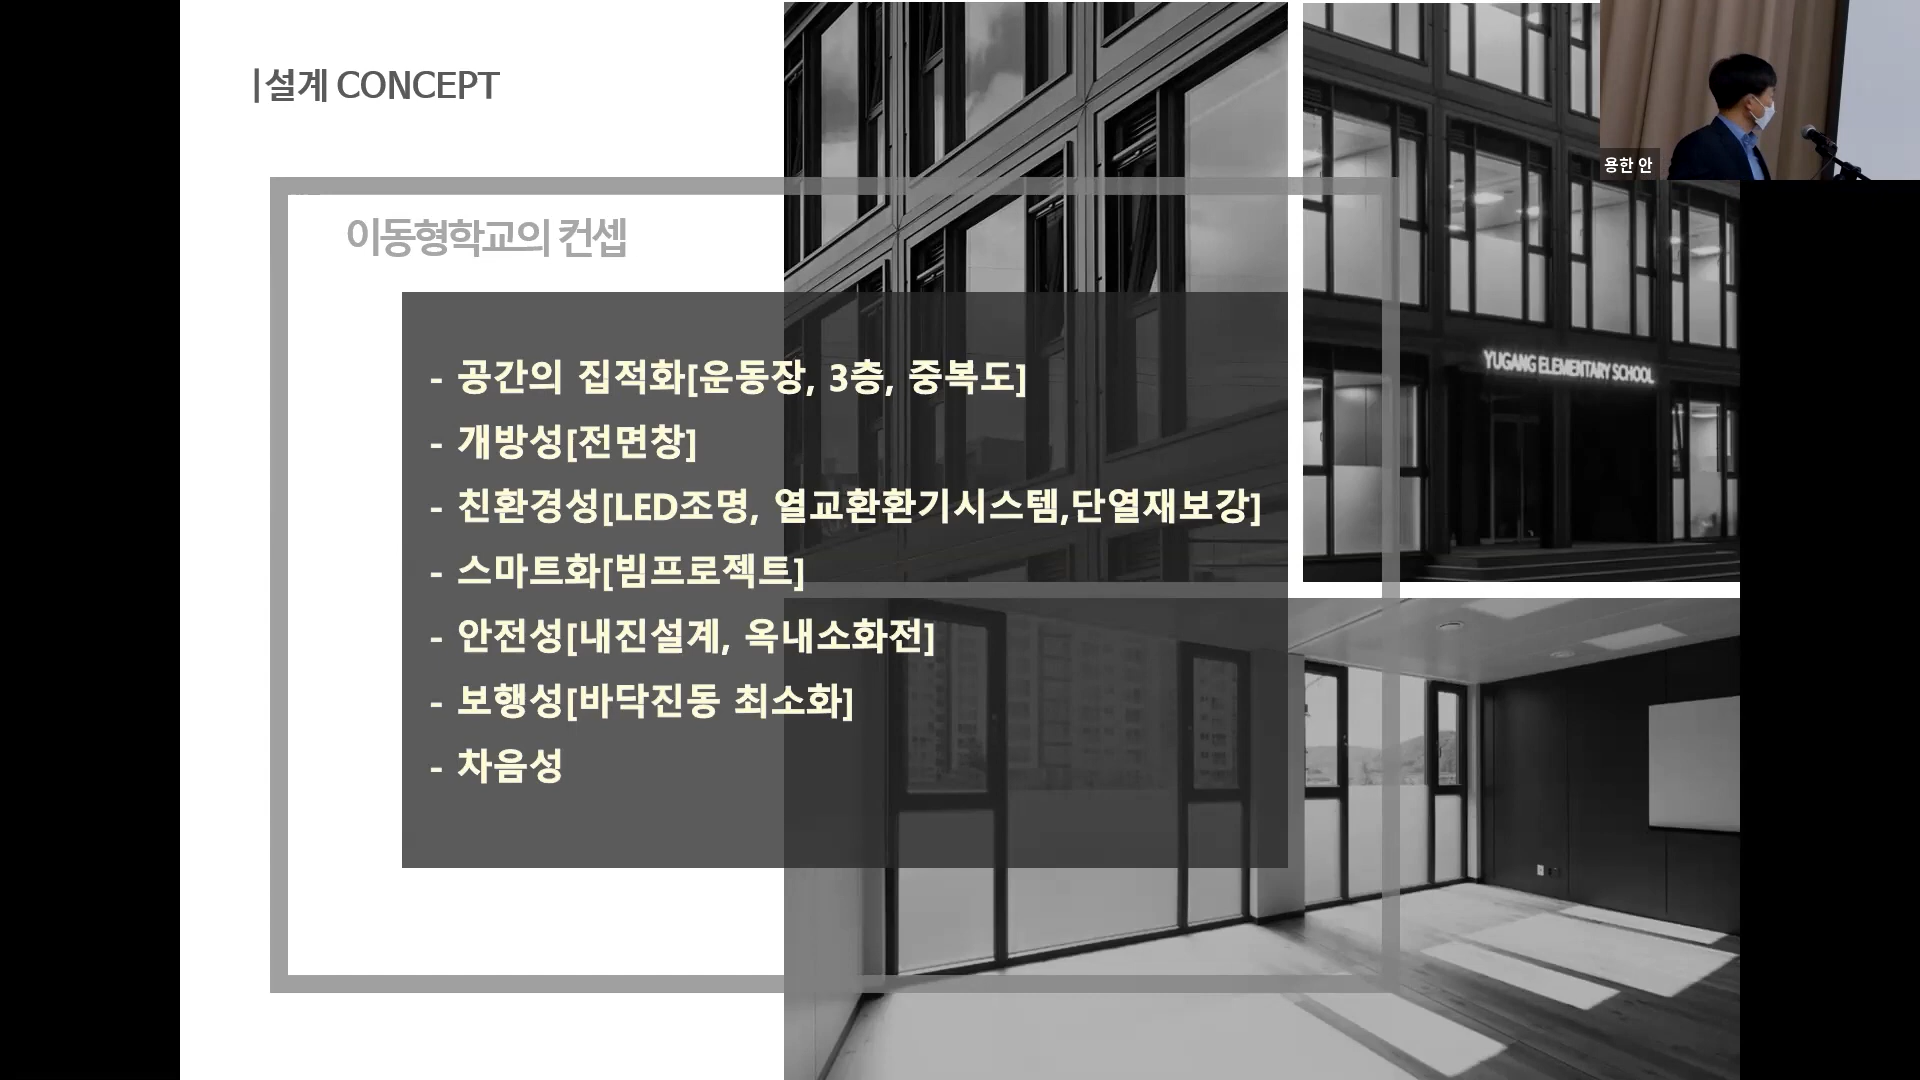 |설계 CONCEPT
용한 안
이동형학교의 컨셉
- 공간의 집적화[운동장, 3층, 중복도]
YUGANG ELEMENTARY SCHOOL
- 개방성[전면창]
- 친환경성[LED조명, 열교환환기시스템,단열재보강]
- 스마트화[빔프로젝트]
- 안전성[내진설계, 옥내소화전]
- 보행성[바닥진동 최소화]
- 차음성